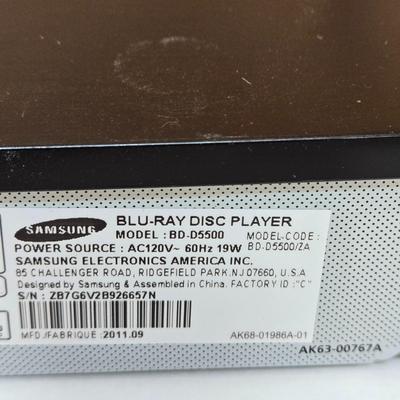 SAMSUNG
BLU-RAY DISC PLAYER
MODEL : BD-D5500
MODEL-CODE :
BD-D5500/ZA
POWER SOURCE : AC120V~ 60Hz 19W
SAMSUNG ELECTRONICS AMERICA INC.
85 CHALLENGER ROAD, RIDGEFIELD PARK,NJ 07660, U.S.A
Designed by Samsung & Assembled in China. FACTORY ID :"C"
S/N : ZB7G6V2B926657N
MFD./FABRIQUE : 2011.09
AK68-01986A-01
AK63-00767A